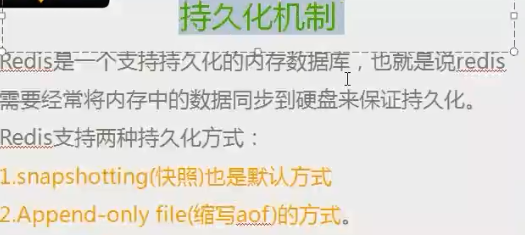 持久化机制
Redis是一个支持持久化的内存数据库，也就是说redis
需要经常将内存中的数据同步到硬盘来保证持久化。
Redis支持两种持久化方式：
1.snapshotting(快照)也是默认方式
2.Append-only file(缩写aof)的方式。